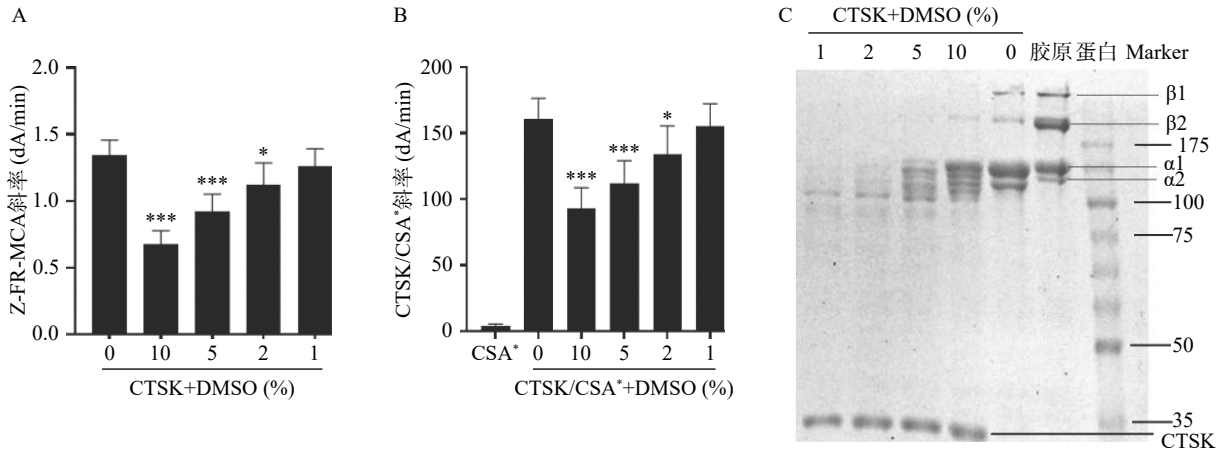 A
Z-FR-MCA斜率 (dA/min)
2.0
1.5
1.0
0.5
0.0
***
***
*
0 10 5 2 1
CTSK+DMSO (%)
B
CTSK/CSA*斜率 (dA/min)
200
150
100
50
0
***
***
*
CSA* 0 10 5 2 1
CTSK/CSA*+DMSO (%)
C
CTSK+DMSO (%)
1 2 5 10 0 胶原 蛋白 Marker
β1
β2
175
α1
α2
100
75
50
35
CTSK